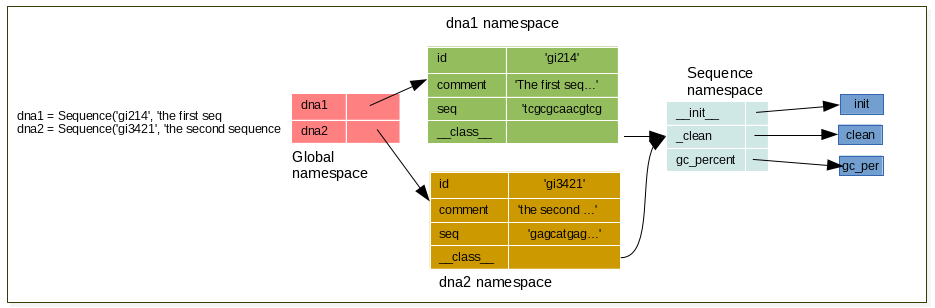 dna1 namespace
dna1 = Sequence('gi214', 'the first seq
dna2 = Sequence('gi3421', 'the second sequence
dna1
dna2
Global
namespace
id 'gi214'
comment 'The first seq…'
seq 'tcgcgcaacgtcg
__class__
id 'gi3421'
comment 'the second …'
seq 'gagcatgag…'
__class__
dna2 namespace
Sequence
namespace
__init__
_clean
gc_percent
init
clean
gc_per